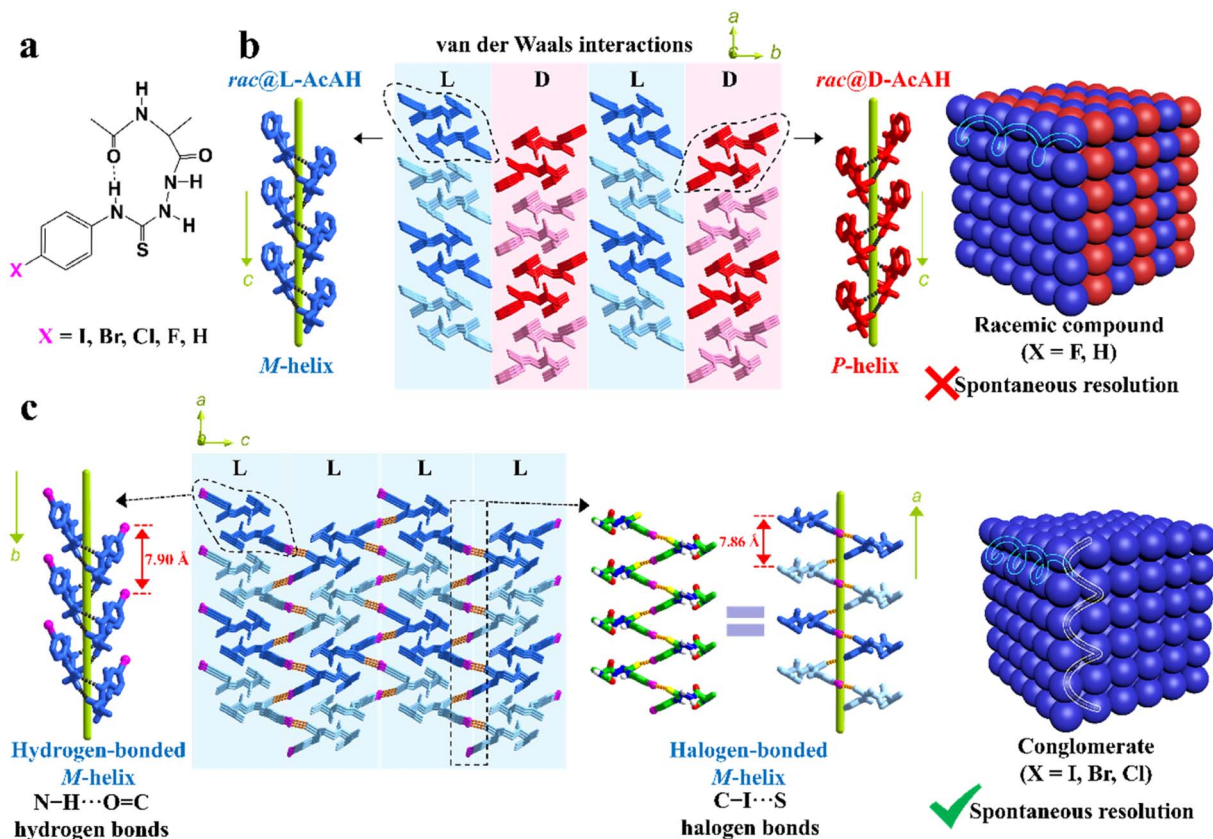 a
H
N
O
O
H
N
N-H
N
H
N
H
S
X
X = I, Br, Cl, F, H
b
van der Waals interactions
a
c
b
L
D
L
D
rac@L-AcAH
c
M-helix
rac@D-AcAH
c
P-helix
Racemic compound
(X = F, H)
Spontaneous resolution
c
a
b
c
L
L
L
L
b
7.90 Å
Hydrogen-bonded
M-helix
N−H···O=C
hydrogen bonds
7.86 Å
a
Halogen-bonded
M-helix
C−I···S
halogen bonds
Conglomerate
(X = I, Br, Cl)
Spontaneous resolution